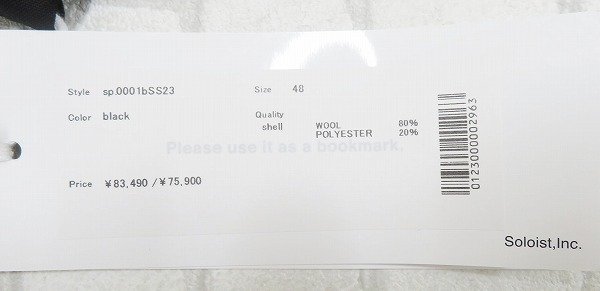 Style sp.0001bSS23 Size 48
Color black Quality
shell WOOL 80%
POLYESTER 20%
Please use it as a bookmark.
Price ¥83,490 /¥75,900
0123000002963
Soloist,Inc.